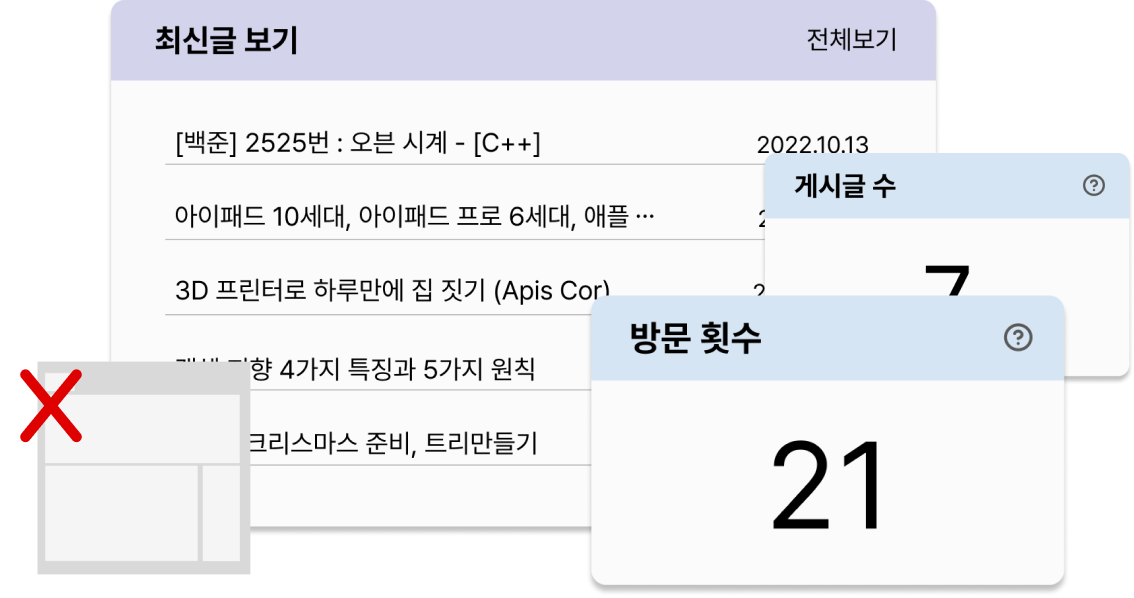 최신글 보기 전체보기
[백준] 2525번 : 오븐 시계 - [C++] 2022.10.13
게시글 수
아이패드 10세대, 아이패드 프로 6세대, 애플 ···
7
3D 프린터로 하루만에 집 짓기 (Apis Cor)
방문 횟수
4가지 특징과 5가지 원칙
크리스마스 준비, 트리만들기
21